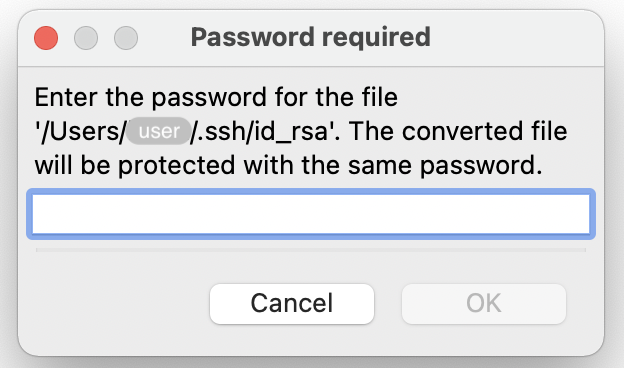 Password required
Enter the password for the file
'/Users/user/.ssh/id_rsa'. The converted file
will be protected with the same password.
Cancel
OK